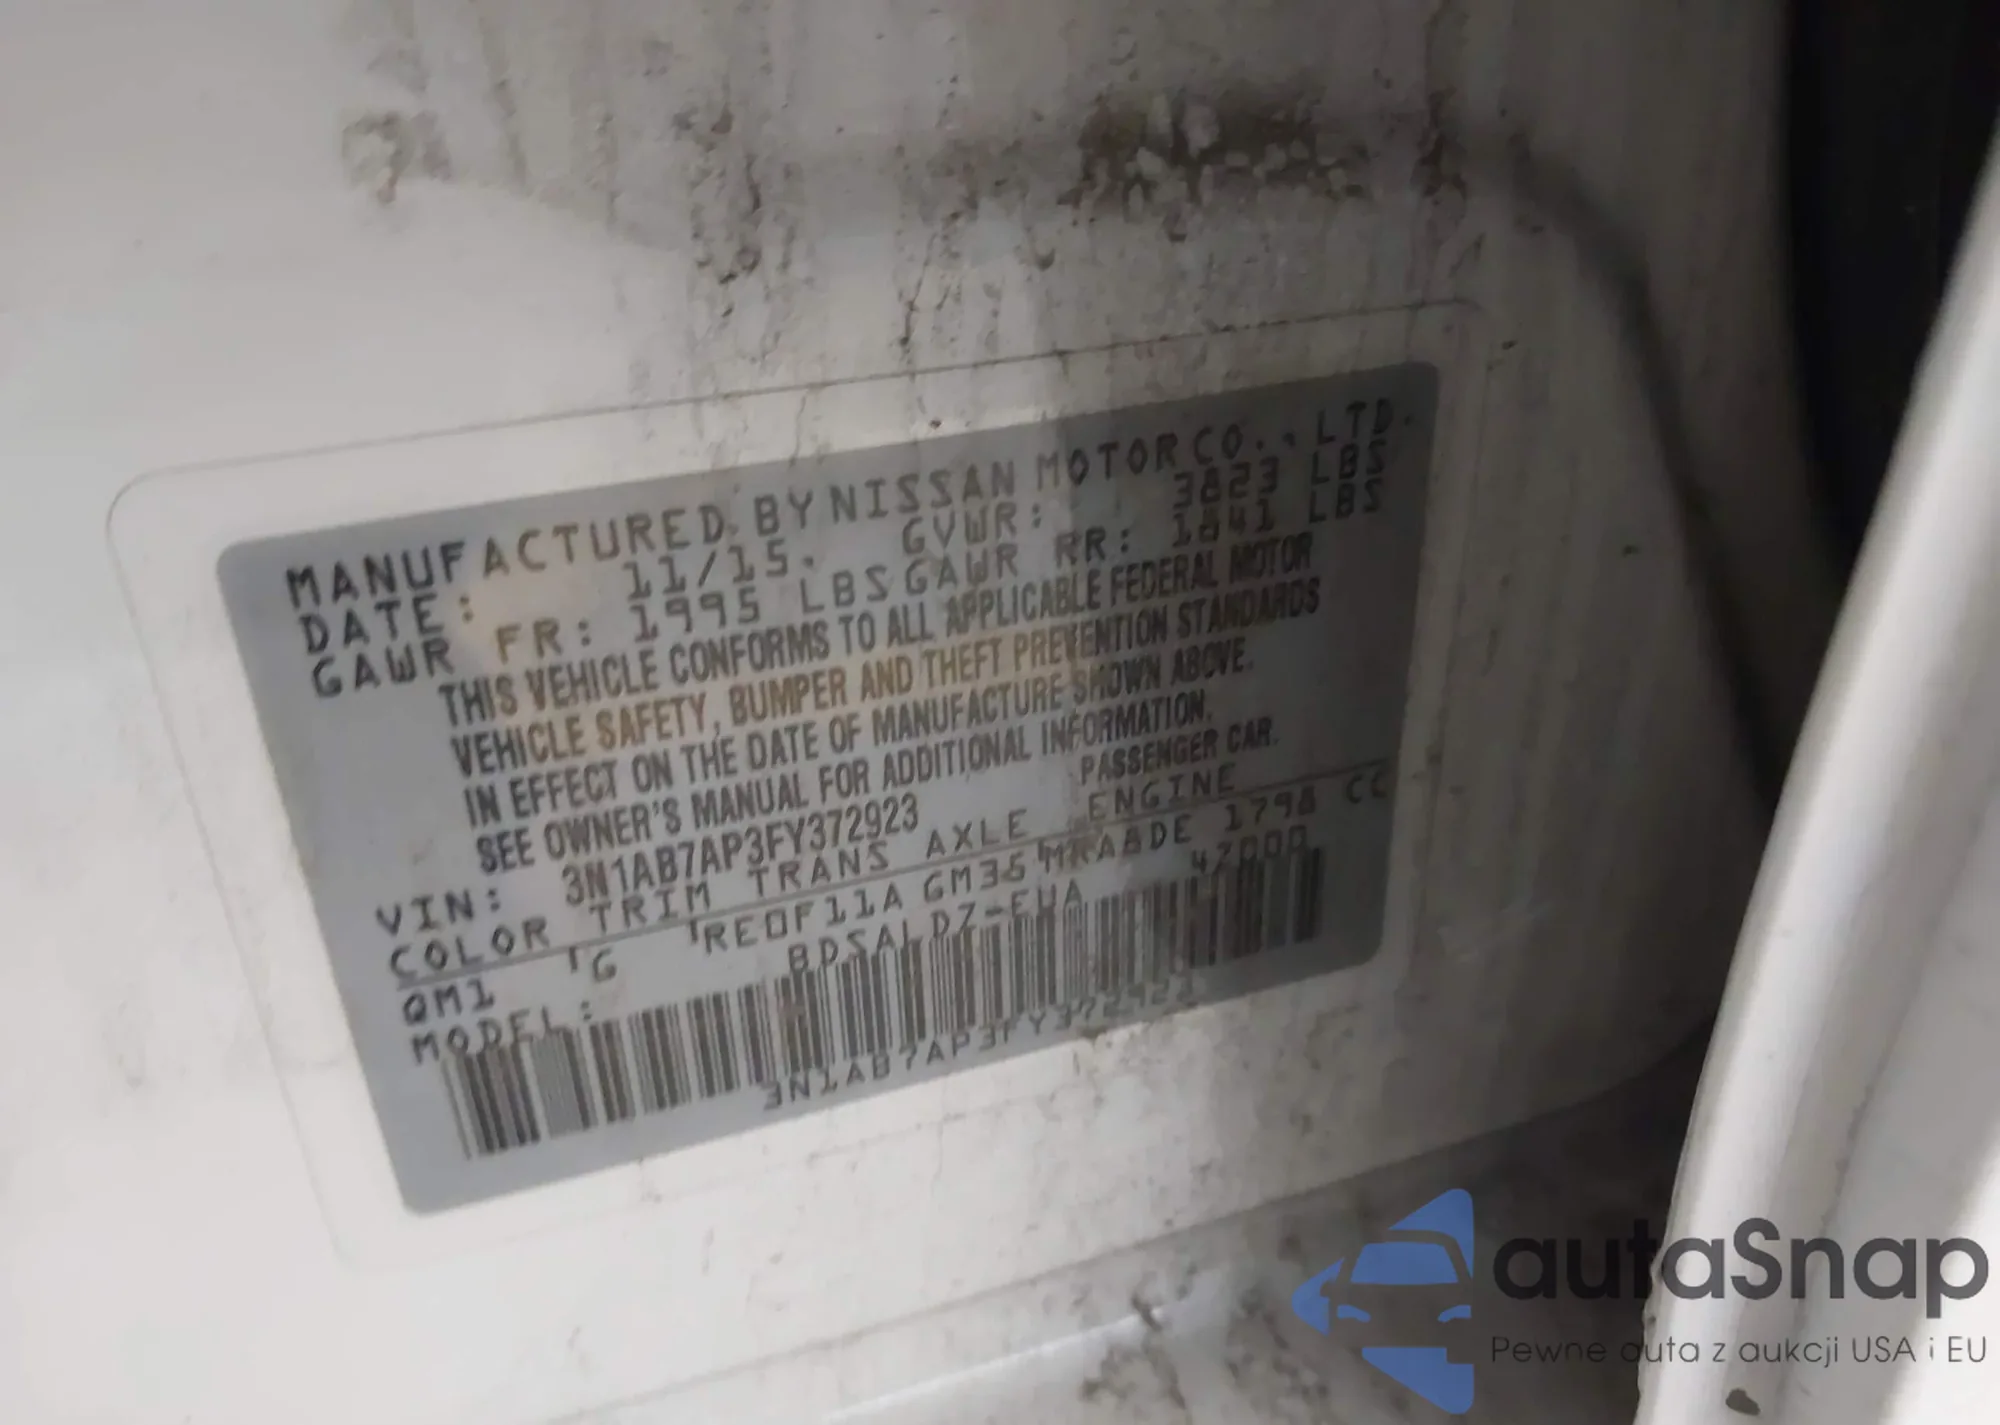 MANUFACTURED BY NISSAN MOTOR CO., LTD.
DATE: 11/15. GVWR: 3823 LBS
GAWR FR: 1995 LBS GAWR RR: 1841 LBS
THIS VEHICLE CONFORMS TO ALL APPLICABLE FEDERAL MOTOR
VEHICLE SAFETY, BUMPER AND THEFT PREVENTION STANDARDS
IN EFFECT ON THE DATE OF MANUFACTURE SHOWN ABOVE.
SEE OWNER'S MANUAL FOR ADDITIONAL INFORMATION.
VIN: 3N1AB7AP3FY372923 PASSENGER CAR.
COLOR TRIM TRANS AXLE ENGINE
QM1 G RE0F11A GM36 MRA8DE 1798 CC
MODEL: BDSALDZ-EUA
3N1AB7AP3FY372923
autaSnap
Pewne auta z aukcji USA i EU